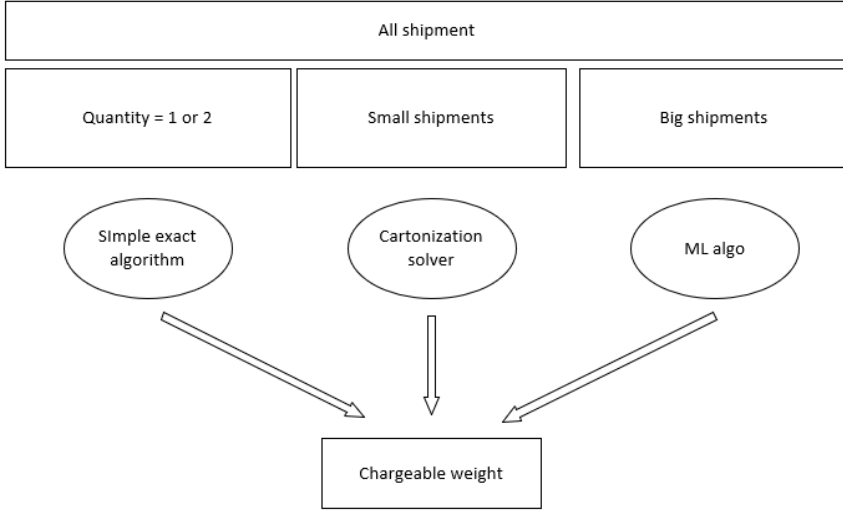 All shipment
Quantity = 1 or 2
Small shipments
Big shipments
SImple exact
algorithm
Cartonization
solver
ML algo
Chargeable weight